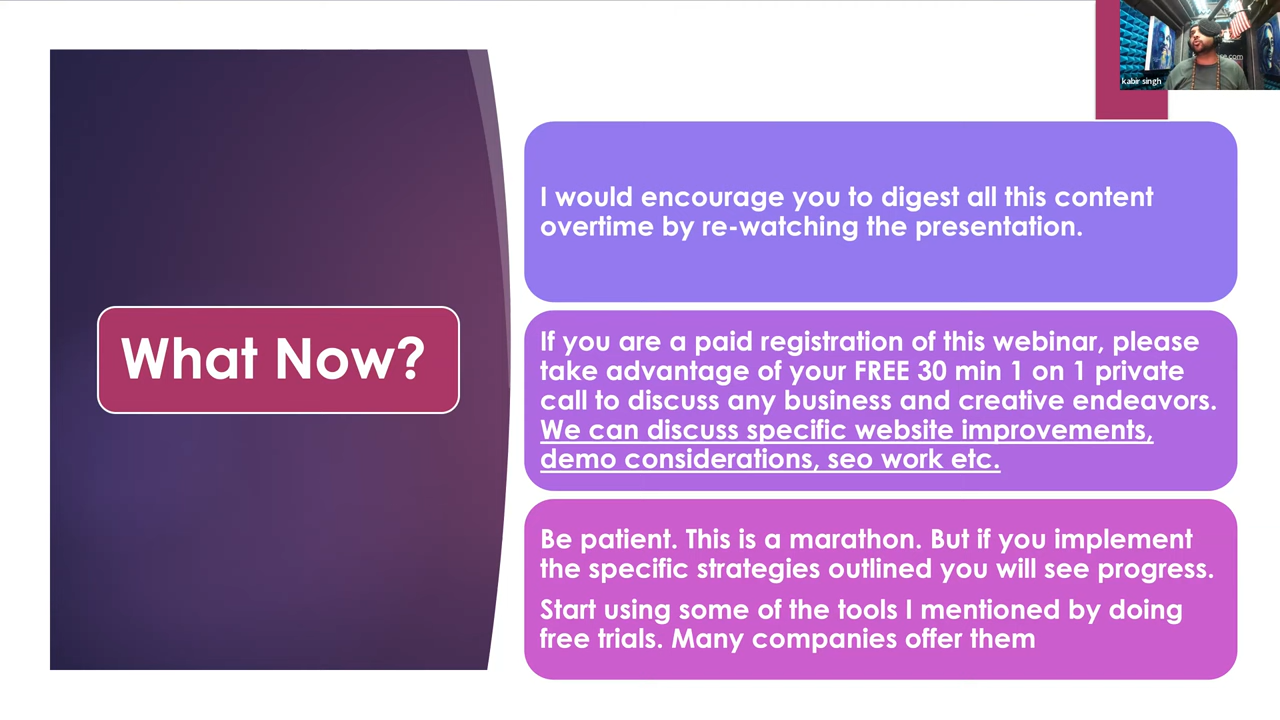 kabir singh
se.com
What Now?
I would encourage you to digest all this content
overtime by re-watching the presentation.
If you are a paid registration of this webinar, please
take advantage of your FREE 30 min 1 on 1 private
call to discuss any business and creative endeavors.
We can discuss specific website improvements,
demo considerations, seo work etc.
Be patient. This is a marathon. But if you implement
the specific strategies outlined you will see progress.
Start using some of the tools I mentioned by doing
free trials. Many companies offer them